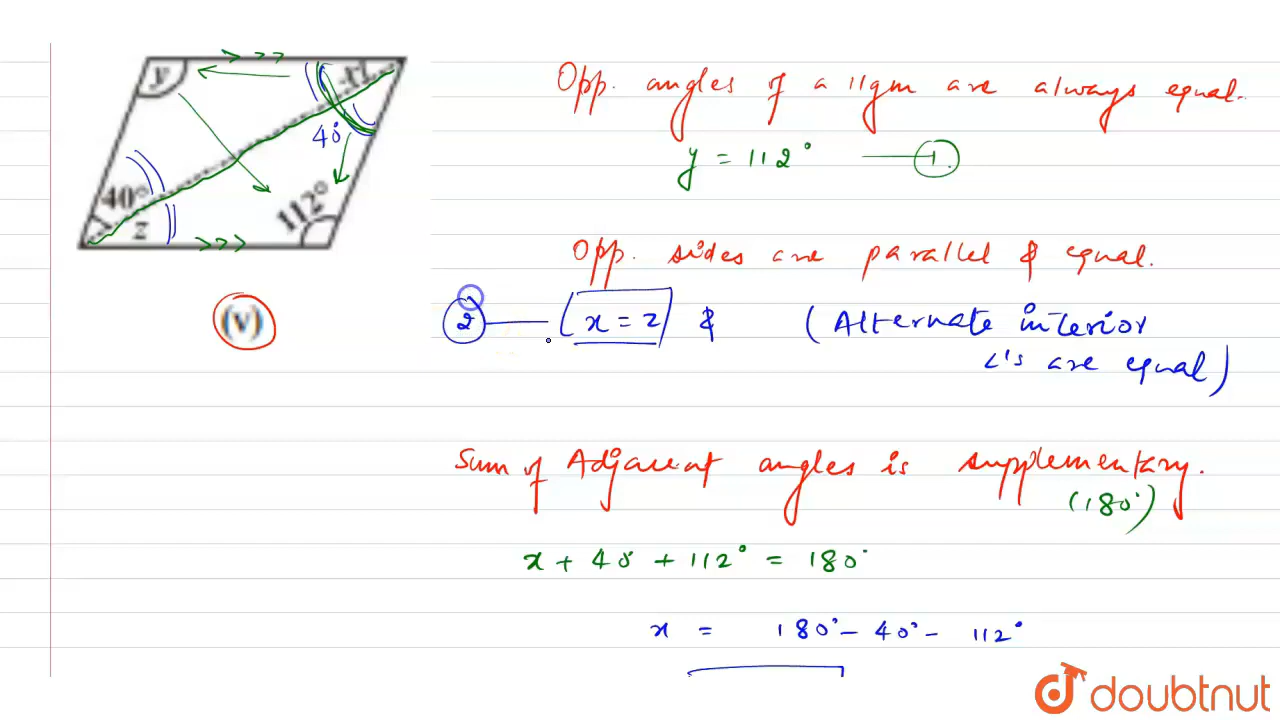 y
x
40°
40°
z
112°
(v)
Opp. angles of a llgm are always equal.
y = 112° — 1.
Opp. sides are parallel & equal.
2 — (x = z) & (Alternate interior
∠'s are equal)
Sum of Adjacent angles is supplementary.
(180°)
x + 40° + 112° = 180°
x = 180° - 40° - 112°
doubtnut